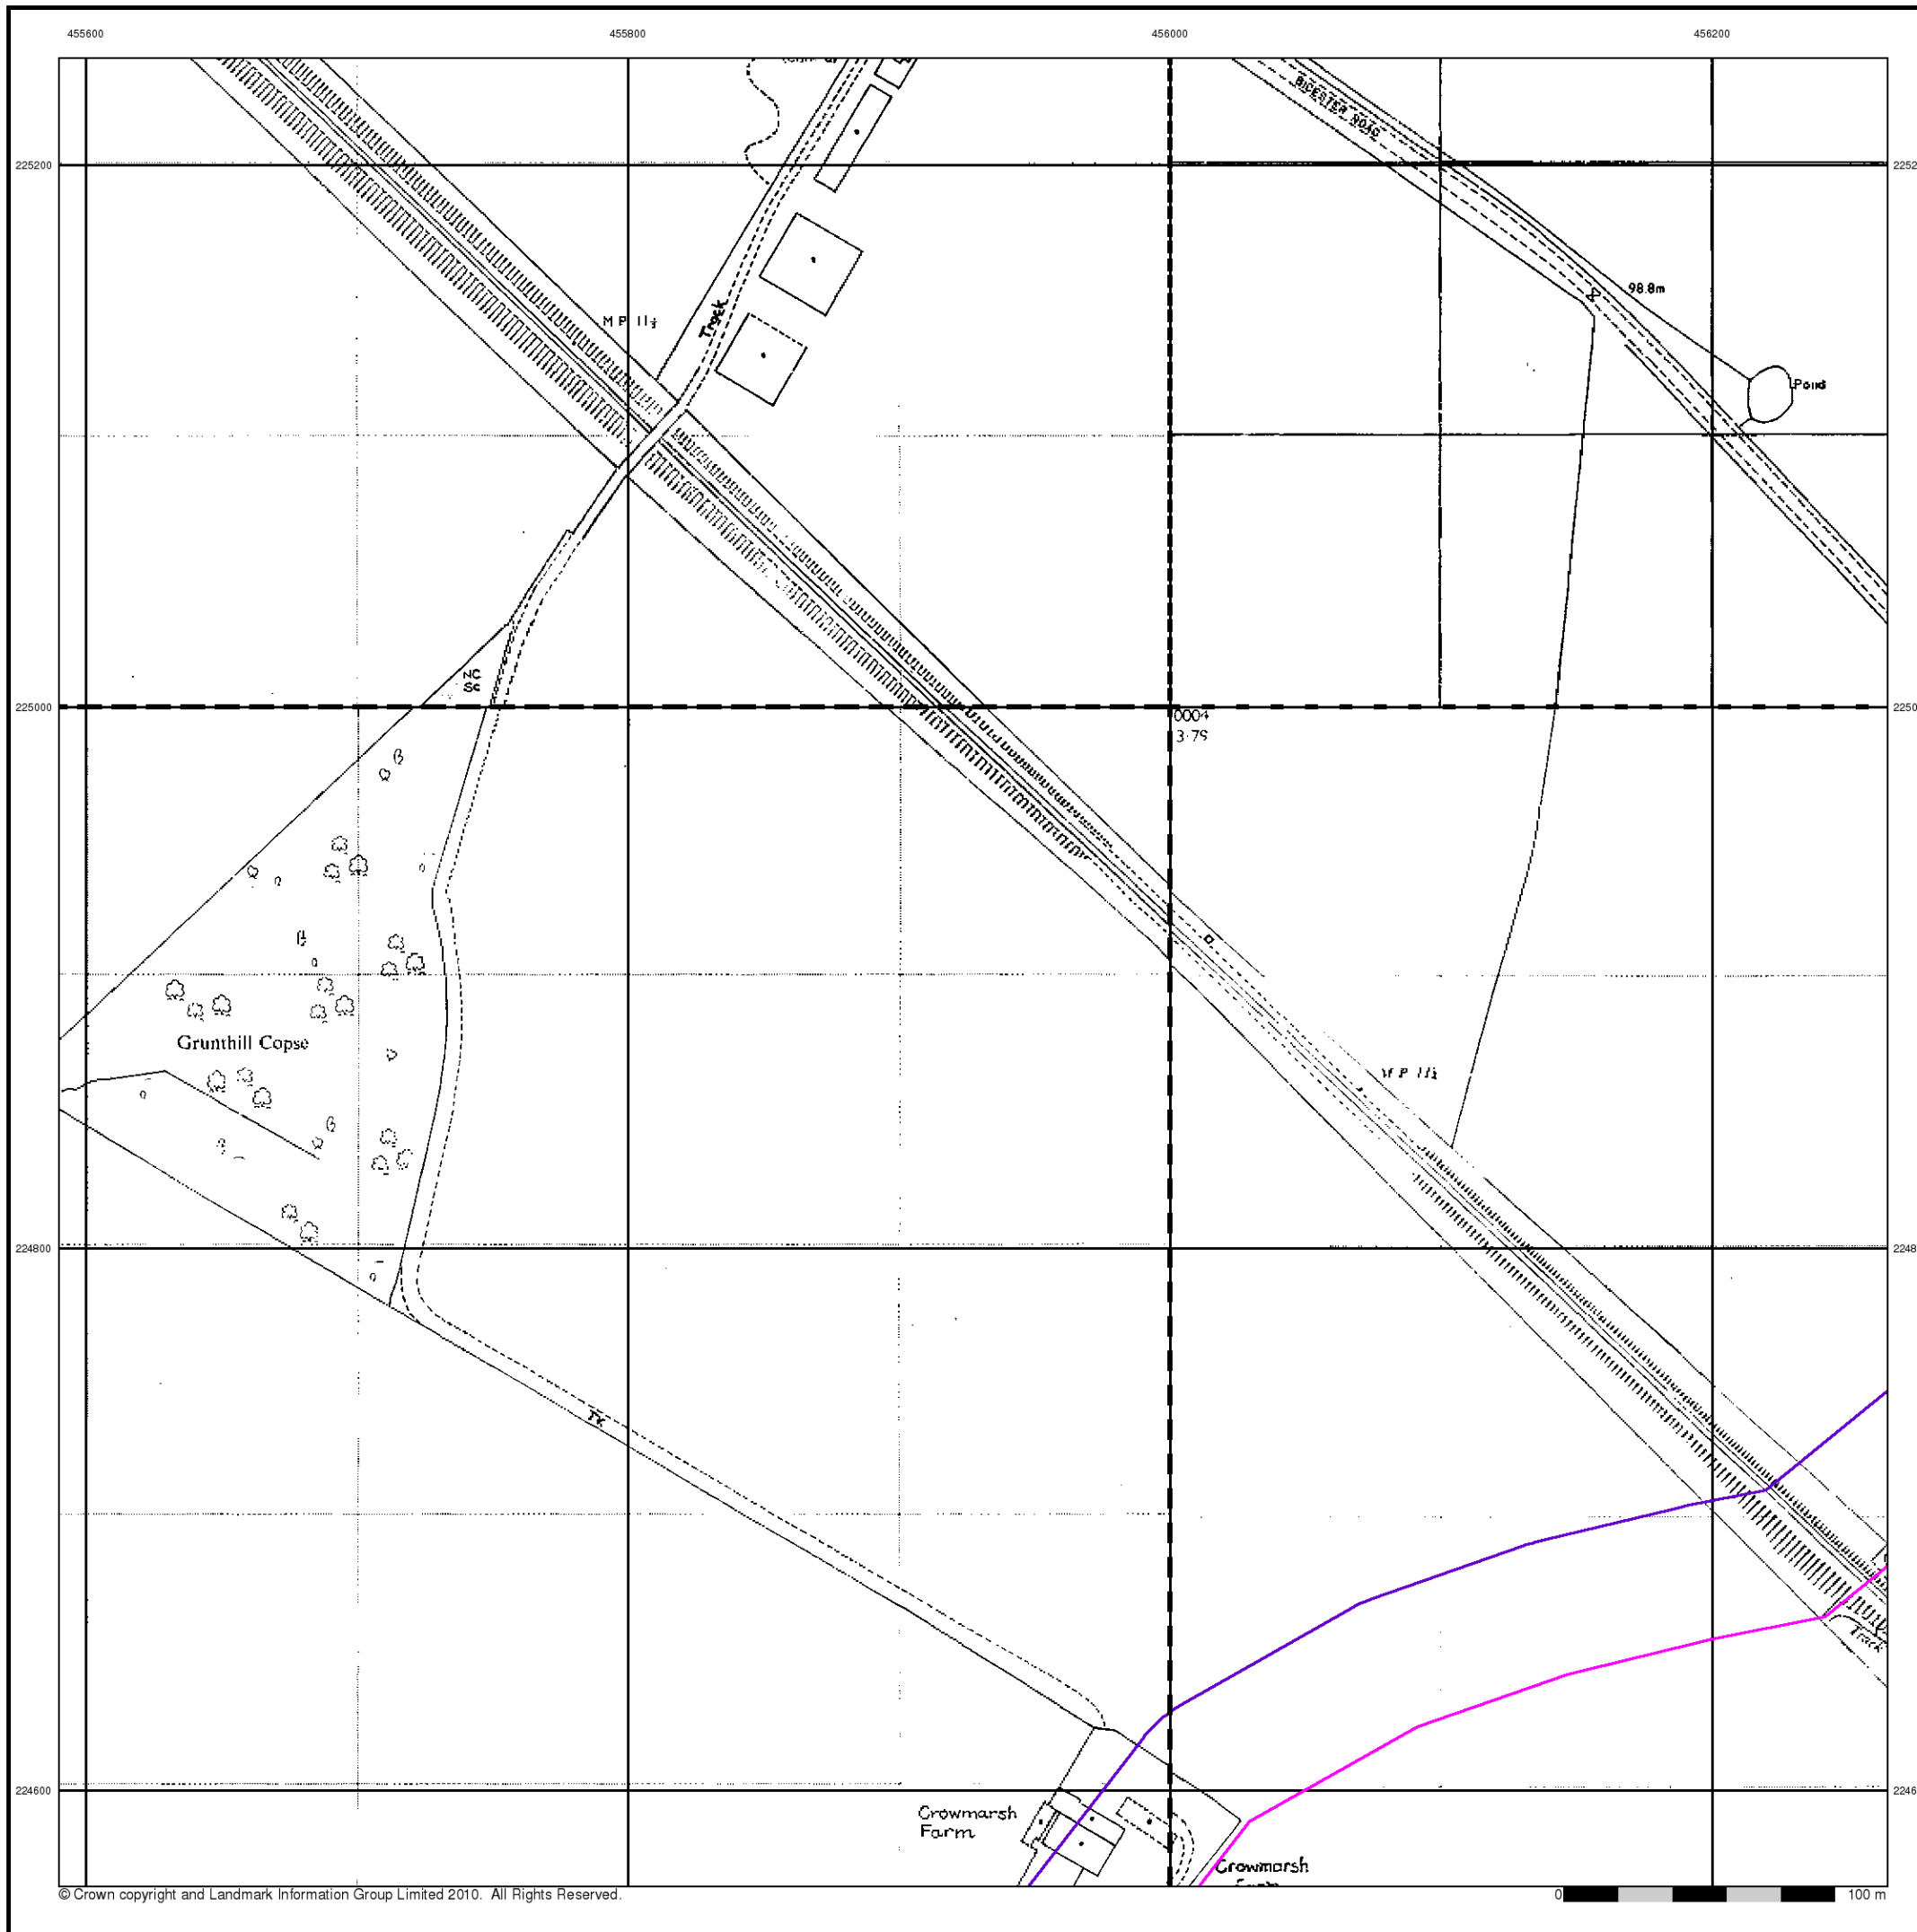 455600 455800 456000 456200
BICESTER ROAD
225200
98.8m
M P 11½
Track
Pond
NC
SC
225000
0004
3·79
Grunthill Copse
224800
Tk
Track
224600
Crowmarsh
Farm
Crowmarsh
© Crown copyright and Landmark Information Group Limited 2010. All Rights Reserved.
0 100 m